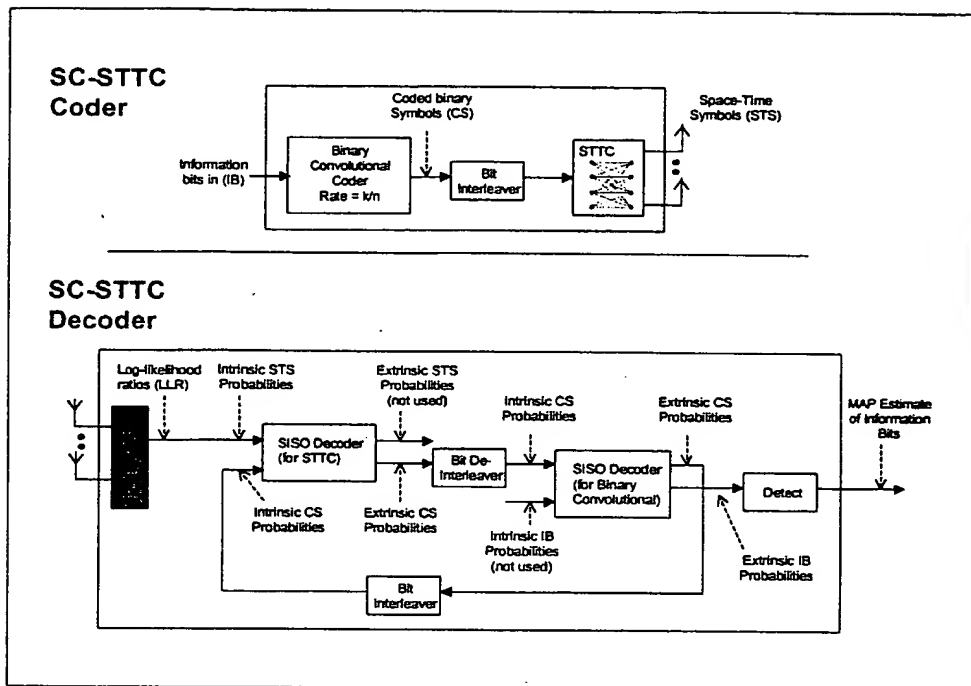 SC-STTC
Coder
Coded binary
Symbols (CS)
Space-Time
Symbols (STS)
Information
bits in (IB)
Binary
Convolutional
Coder
Rate = k/n
Bit
Interleaver
STTC
SC-STTC
Decoder
Log-likelihood
ratios (LLR)
Intrinsic STS
Probabilities
Extrinsic STS
Probabilities
(not used)
Intrinsic CS
Probabilities
Extrinsic CS
Probabilities
MAP Estimate
of Information
Bits
SISO Decoder
(for STTC)
Bit De-
Interleaver
SISO Decoder
(for Binary
Convolutional)
Detect
Intrinsic CS
Probabilities
Extrinsic CS
Probabilities
Intrinsic IB
Probabilities
(not used)
Extrinsic IB
Probabilities
Bit
Interleaver